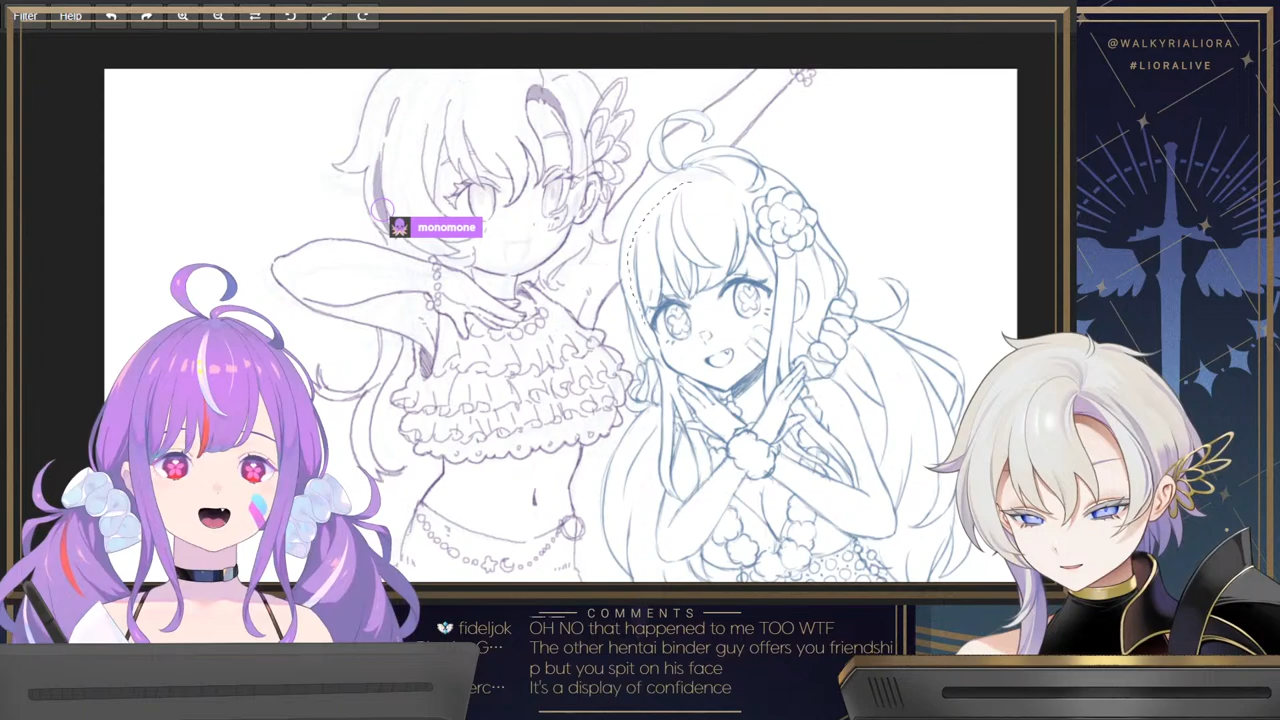 Filter Help
@WALKYRIALIORA
#LIORALIVE
monomone
COMMENTS
fideljok OH NO that happened to me TOO WTF
G... The other hentai binder guy offers you friendshi
p but you spit on his face
erc... It's a display of confidence